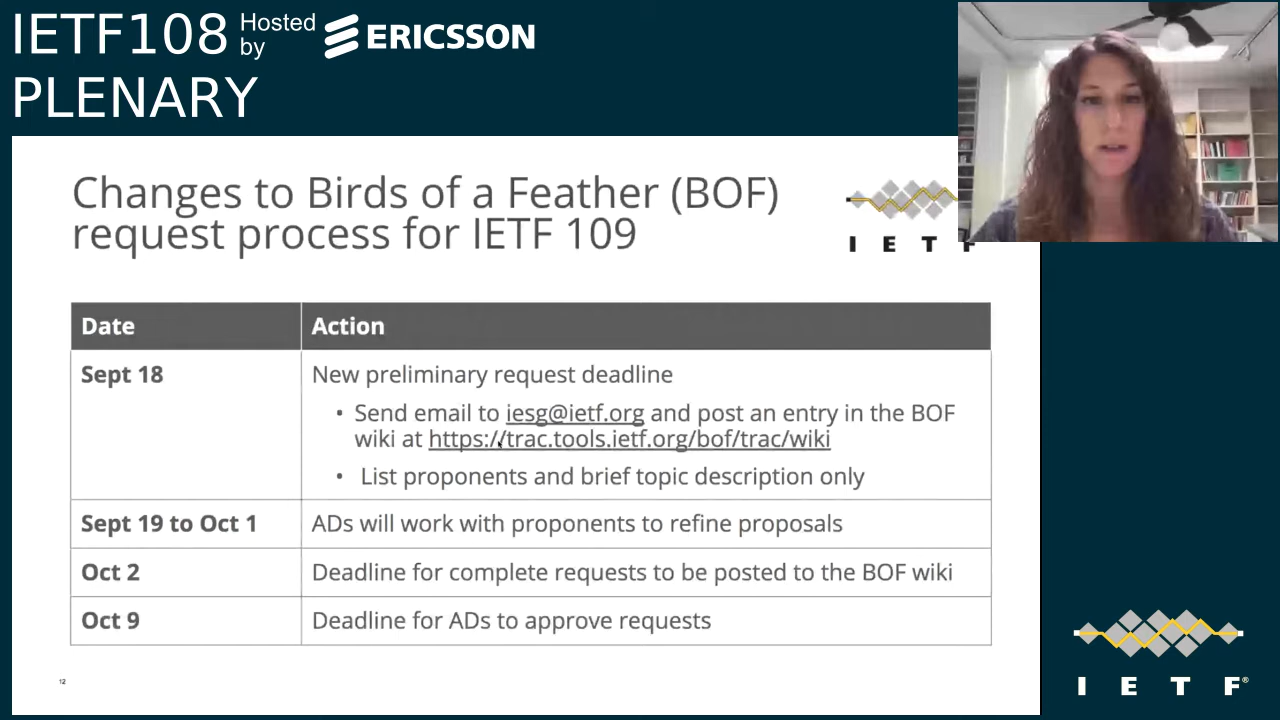 IETF108 Hosted by ERICSSON
PLENARY
Changes to Birds of a Feather (BOF)
request process for IETF 109
I E T F
Date Action
Sept 18 New preliminary request deadline
• Send email to iesg@ietf.org and post an entry in the BOF
wiki at https://trac.tools.ietf.org/bof/trac/wiki
• List proponents and brief topic description only
Sept 19 to Oct 1 ADs will work with proponents to refine proposals
Oct 2 Deadline for complete requests to be posted to the BOF wiki
Oct 9 Deadline for ADs to approve requests
12
I E T F®